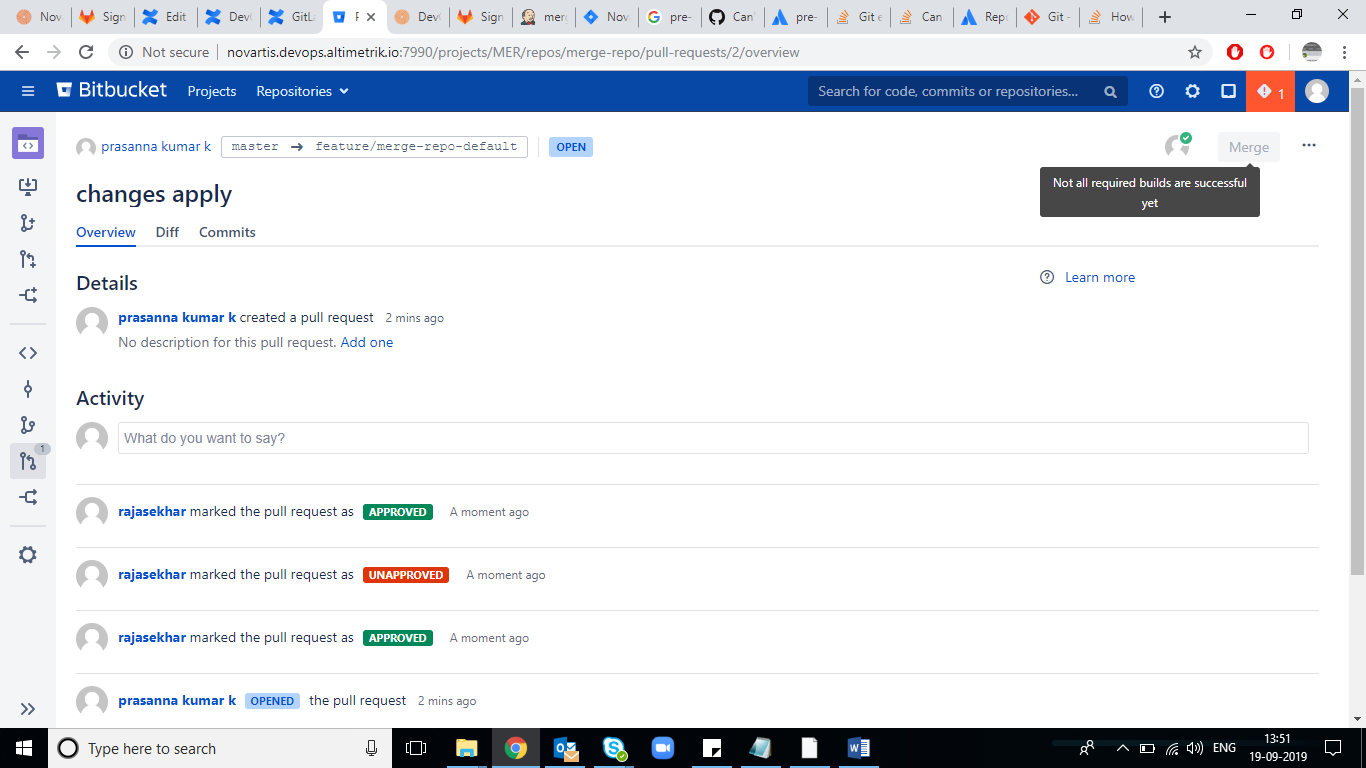 Nov
Sign
Edit
Dev
GitL
Dev
Sign
mer
Nov
pre-
Can'
pre-
Git e
Can
Repo
Git -
How
Not secure | novartis.devops.altimetrik.io:7990/projects/MER/repos/merge-repo/pull-requests/2/overview
Bitbucket Projects Repositories Search for code, commits or repositories... 1
prasanna kumar k master → feature/merge-repo-default OPEN Merge ...
Not all required builds are successful
yet
changes apply
Overview Diff Commits
Details
Learn more
prasanna kumar k created a pull request 2 mins ago
No description for this pull request. Add one
Activity
What do you want to say?
1
rajasekhar marked the pull request as APPROVED A moment ago
rajasekhar marked the pull request as UNAPPROVED A moment ago
rajasekhar marked the pull request as APPROVED A moment ago
prasanna kumar k OPENED the pull request 2 mins ago
Type here to search
ENG
13:51
19-09-2019